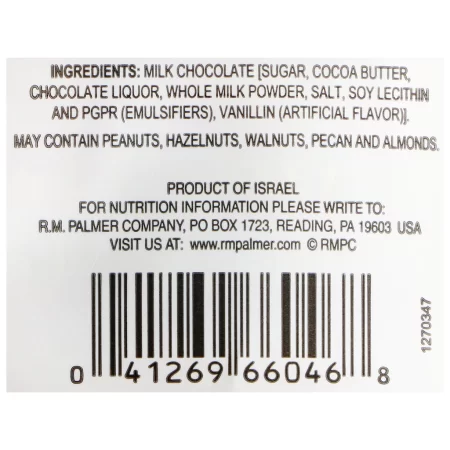 INGREDIENTS: MILK CHOCOLATE [SUGAR, COCOA BUTTER,
CHOCOLATE LIQUOR, WHOLE MILK POWDER, SALT, SOY LECITHIN
AND PGPR (EMULSIFIERS), VANILLIN (ARTIFICIAL FLAVOR)].
MAY CONTAIN PEANUTS, HAZELNUTS, WALNUTS, PECAN AND ALMONDS.
PRODUCT OF ISRAEL
FOR NUTRITION INFORMATION PLEASE WRITE TO:
R.M. PALMER COMPANY, PO BOX 1723, READING, PA 19603 USA
VISIT US AT: www.rmpalmer.com © RMPC
0 41269 66046 8
1270347